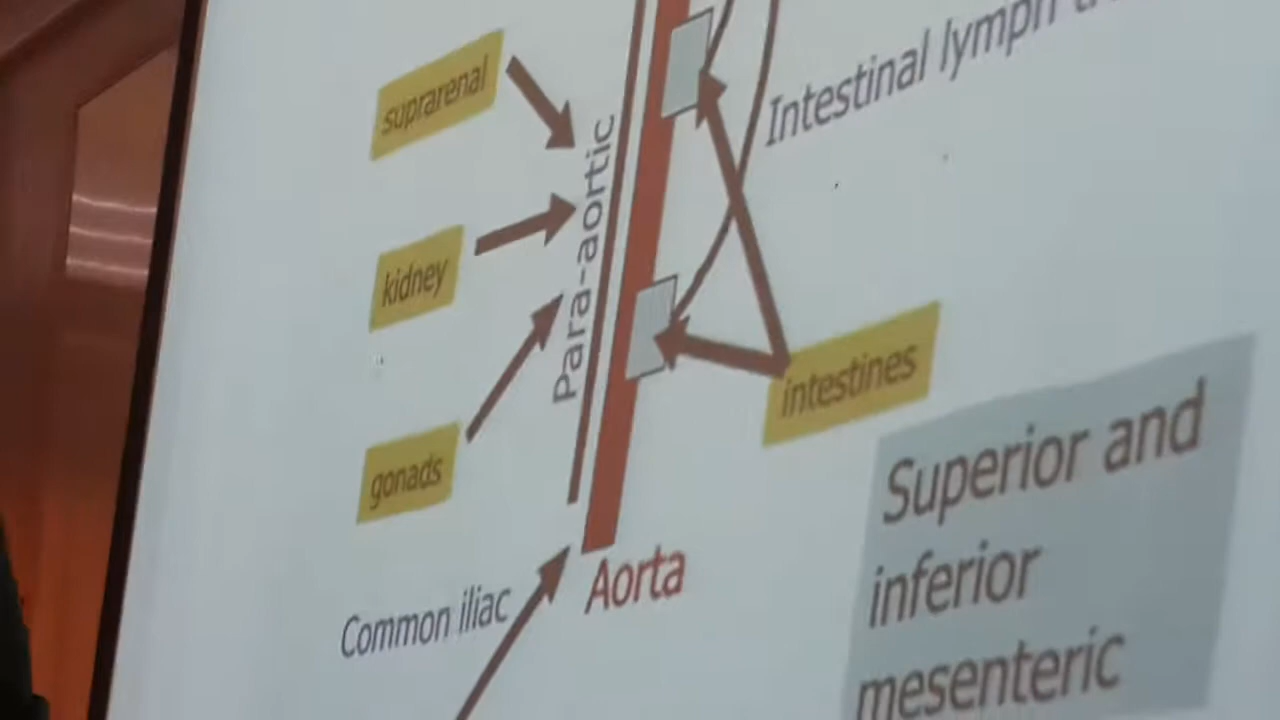 suprarenal
Intestinal lymph
Para-aortic
kidney
intestines
gonads
Superior and
inferior
mesenteric
Aorta
Common iliac